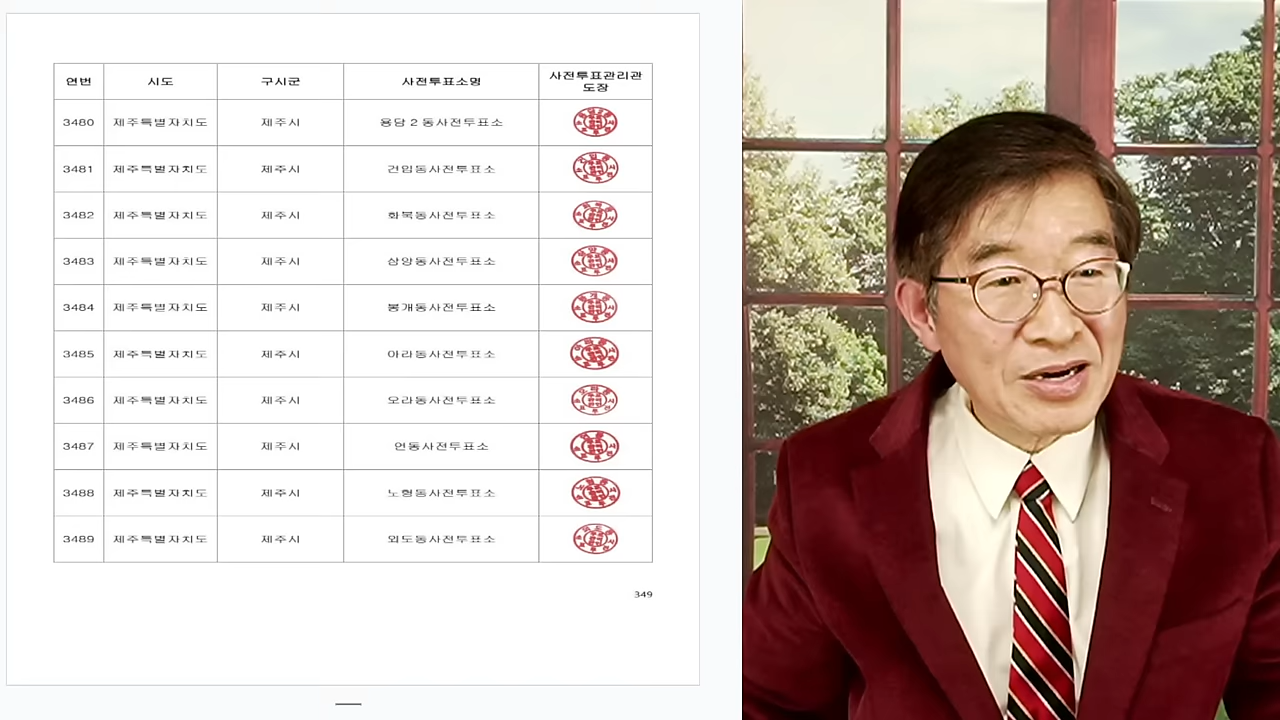 연번 시도 구시군 사전투표소명 사전투표관리관
도장
3480 제주특별자치도 제주시 용담 2 동사전투표소
3481 제주특별자치도 제주시 건입동사전투표소
3482 제주특별자치도 제주시 화북동사전투표소
3483 제주특별자치도 제주시 삼양동사전투표소
3484 제주특별자치도 제주시 봉개동사전투표소
3485 제주특별자치도 제주시 아라동사전투표소
3486 제주특별자치도 제주시 오라동사전투표소
3487 제주특별자치도 제주시 연동사전투표소
3488 제주특별자치도 제주시 노형동사전투표소
3489 제주특별자치도 제주시 외도동사전투표소
349